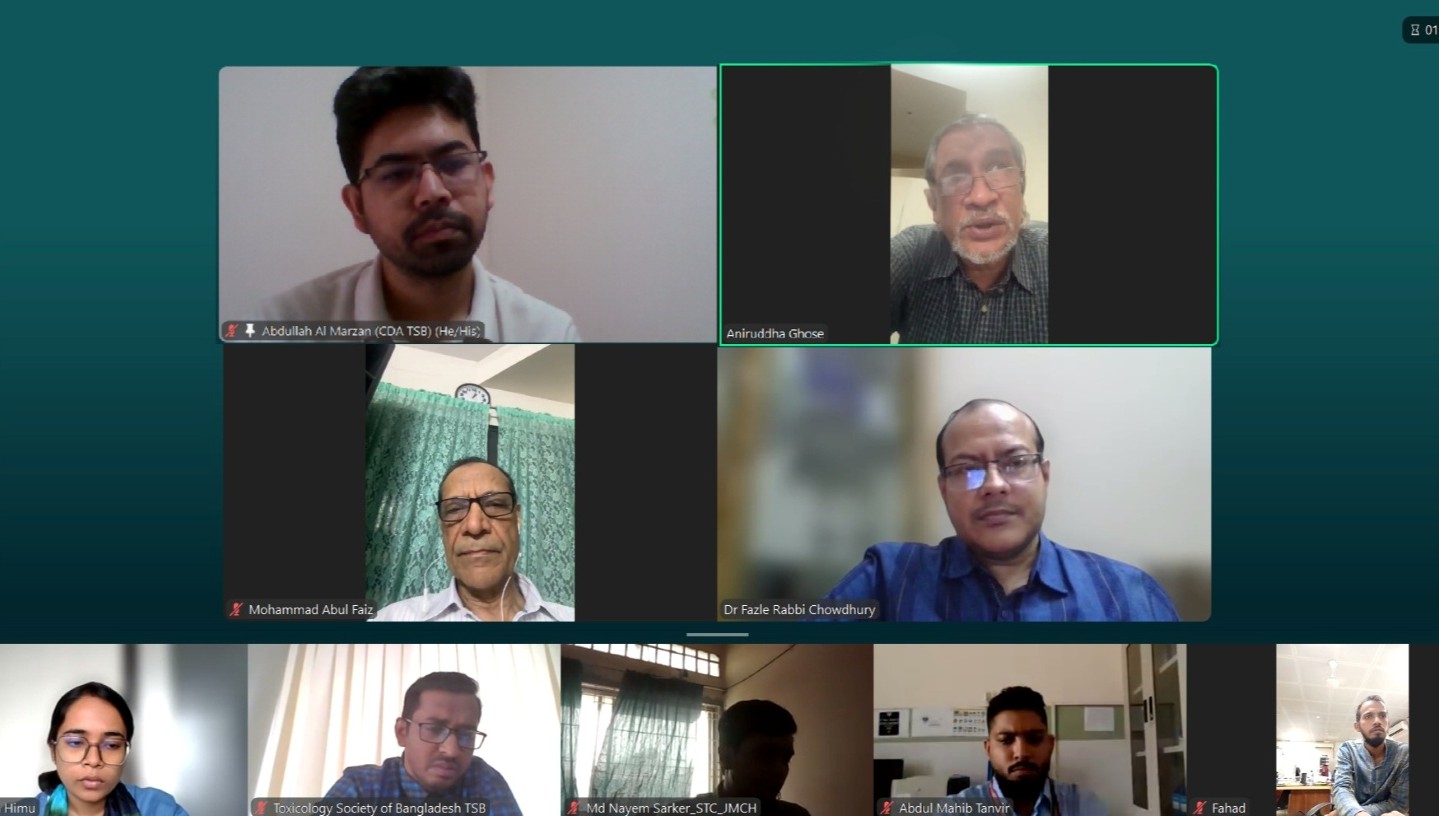 01
Abdullah Al Marzan (CDA TSB) (He/His)
Aniruddha Ghose
Mohammad Abul Faiz
Dr Fazle Rabbi Chowdhury
Himu
Toxicology Society of Bangladesh TSB
Md Nayem Sarker_STC_JMCH
Abdul Mahib Tanvir
Fahad